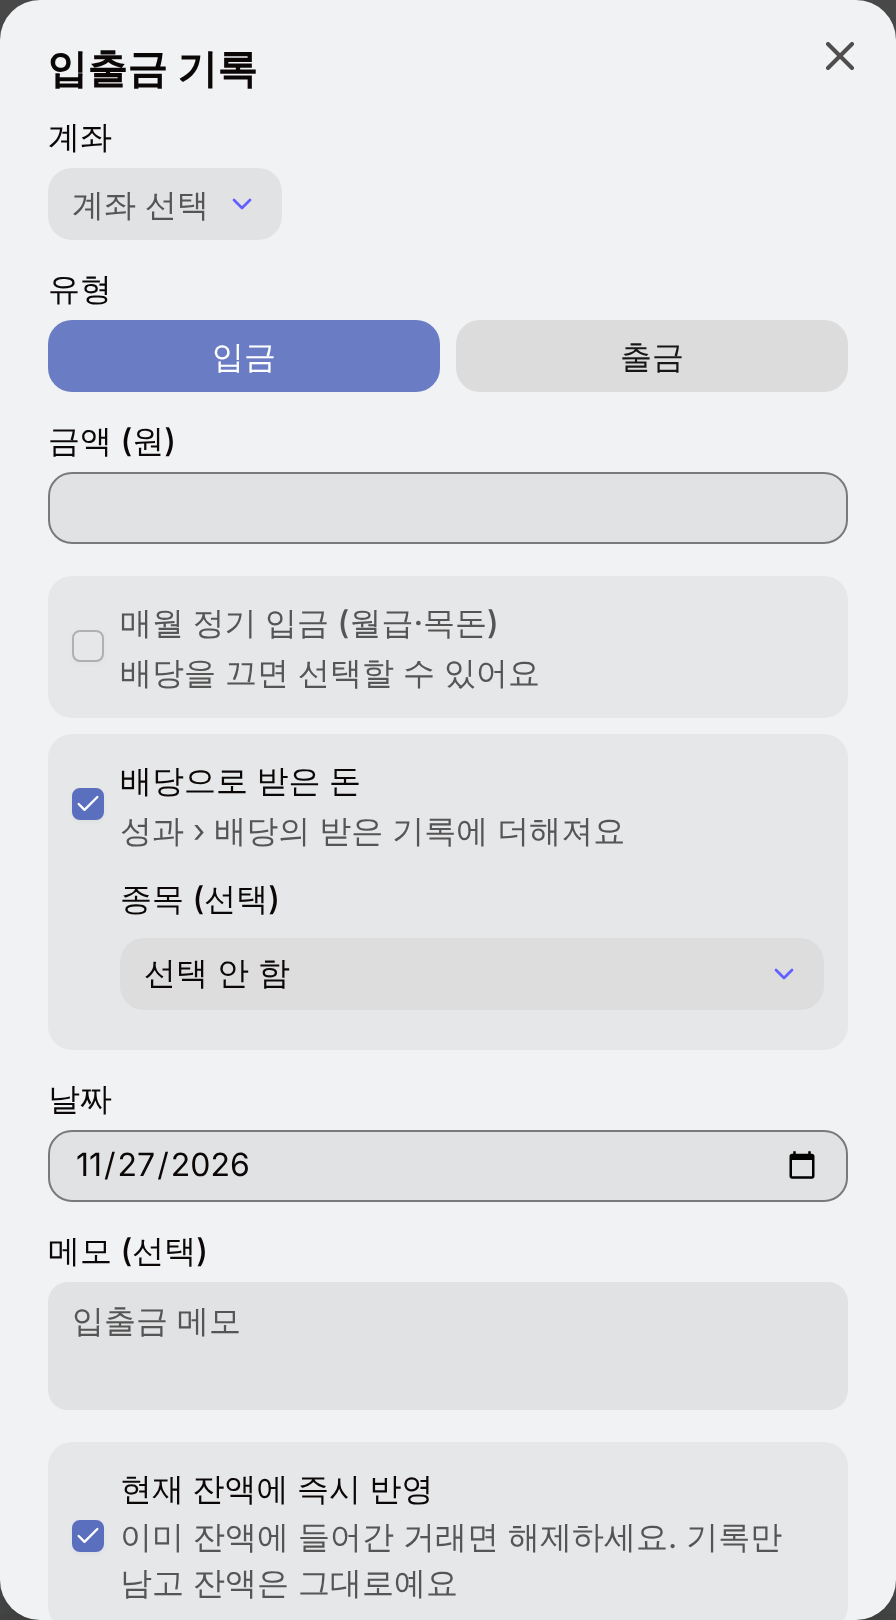 입출금 기록
계좌
계좌 선택
유형
입금
출금
금액 (원)
매월 정기 입금 (월급·목돈)
배당을 끄면 선택할 수 있어요
배당으로 받은 돈
성과 › 배당의 받은 기록에 더해져요
종목 (선택)
선택 안 함
날짜
11/27/2026
메모 (선택)
입출금 메모
현재 잔액에 즉시 반영
이미 잔액에 들어간 거래면 해제하세요. 기록만
남고 잔액은 그대로예요